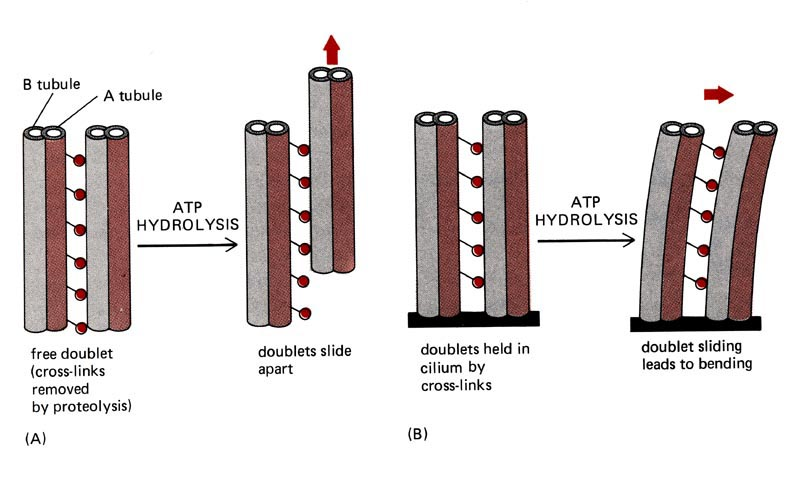 B tubule
A tubule
ATP
HYDROLYSIS
free doublet
(cross-links
removed
by proteolysis)
doublets slide
apart
(A)
ATP
HYDROLYSIS
doublets held in
cilium by
cross-links
doublet sliding
leads to bending
(B)